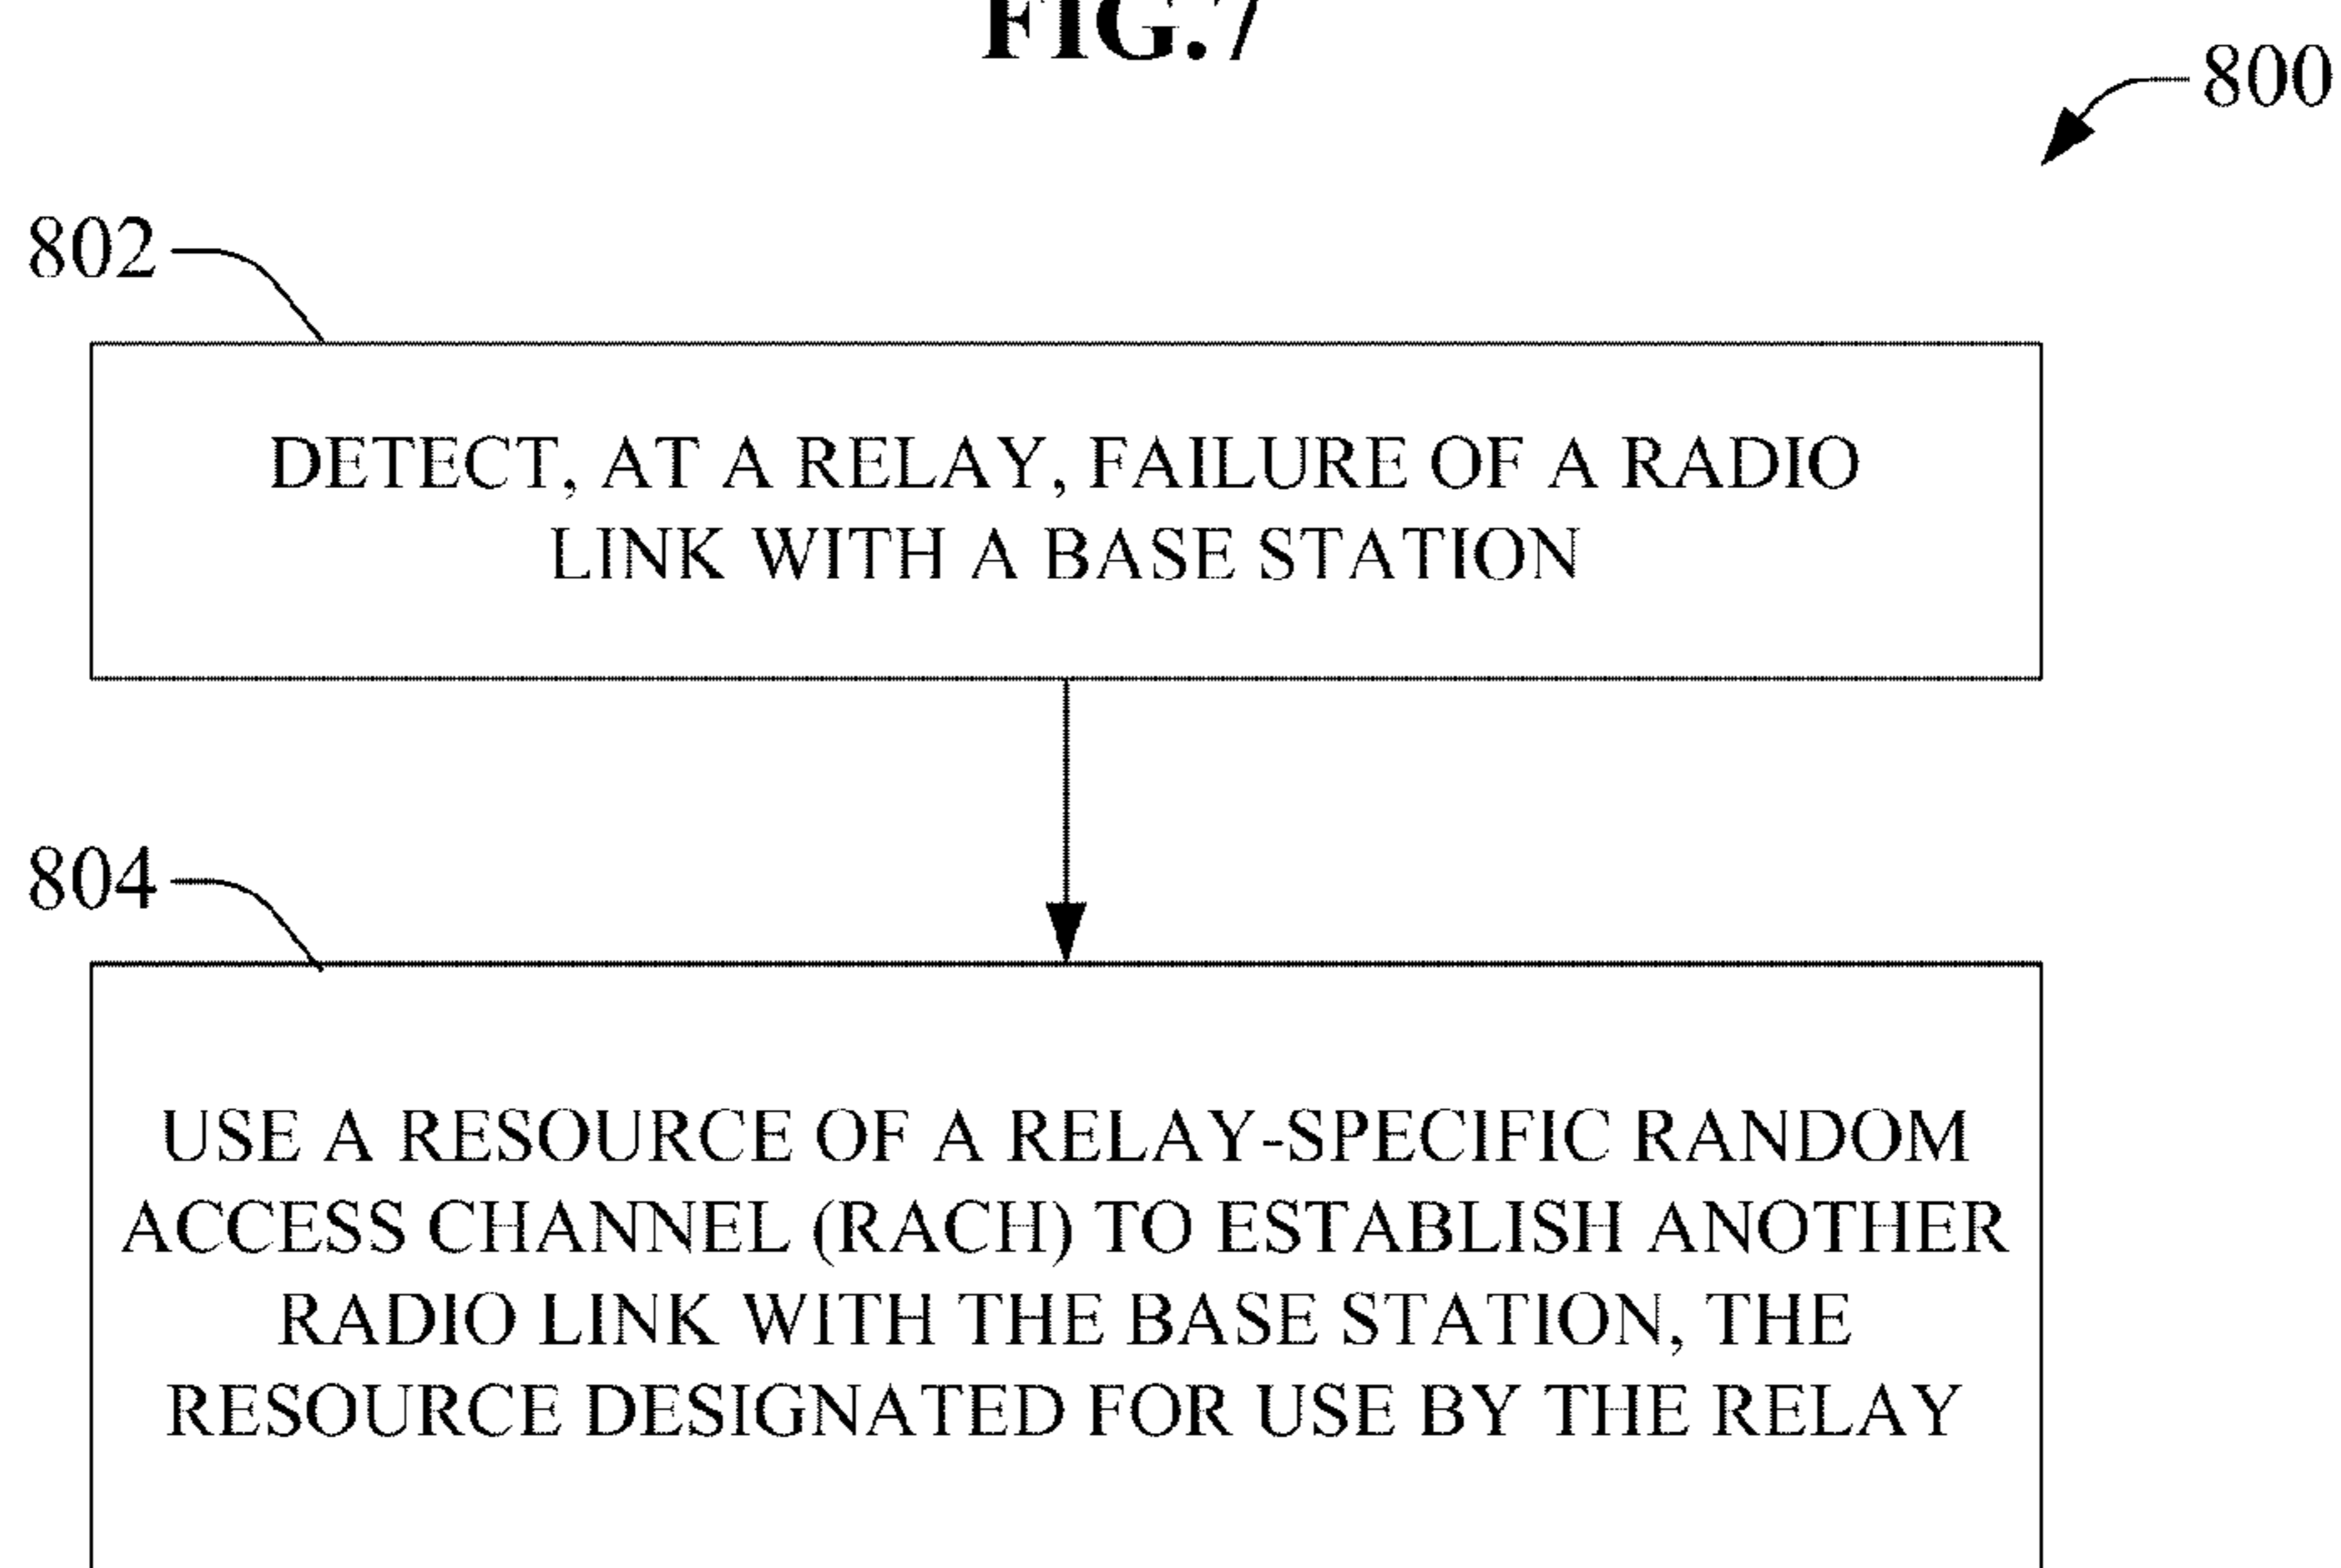 FIG.7
800
802
DETECT, AT A RELAY, FAILURE OF A RADIO
LINK WITH A BASE STATION
804
USE A RESOURCE OF A RELAY-SPECIFIC RANDOM
ACCESS CHANNEL (RACH) TO ESTABLISH ANOTHER
RADIO LINK WITH THE BASE STATION, THE
RESOURCE DESIGNATED FOR USE BY THE RELAY